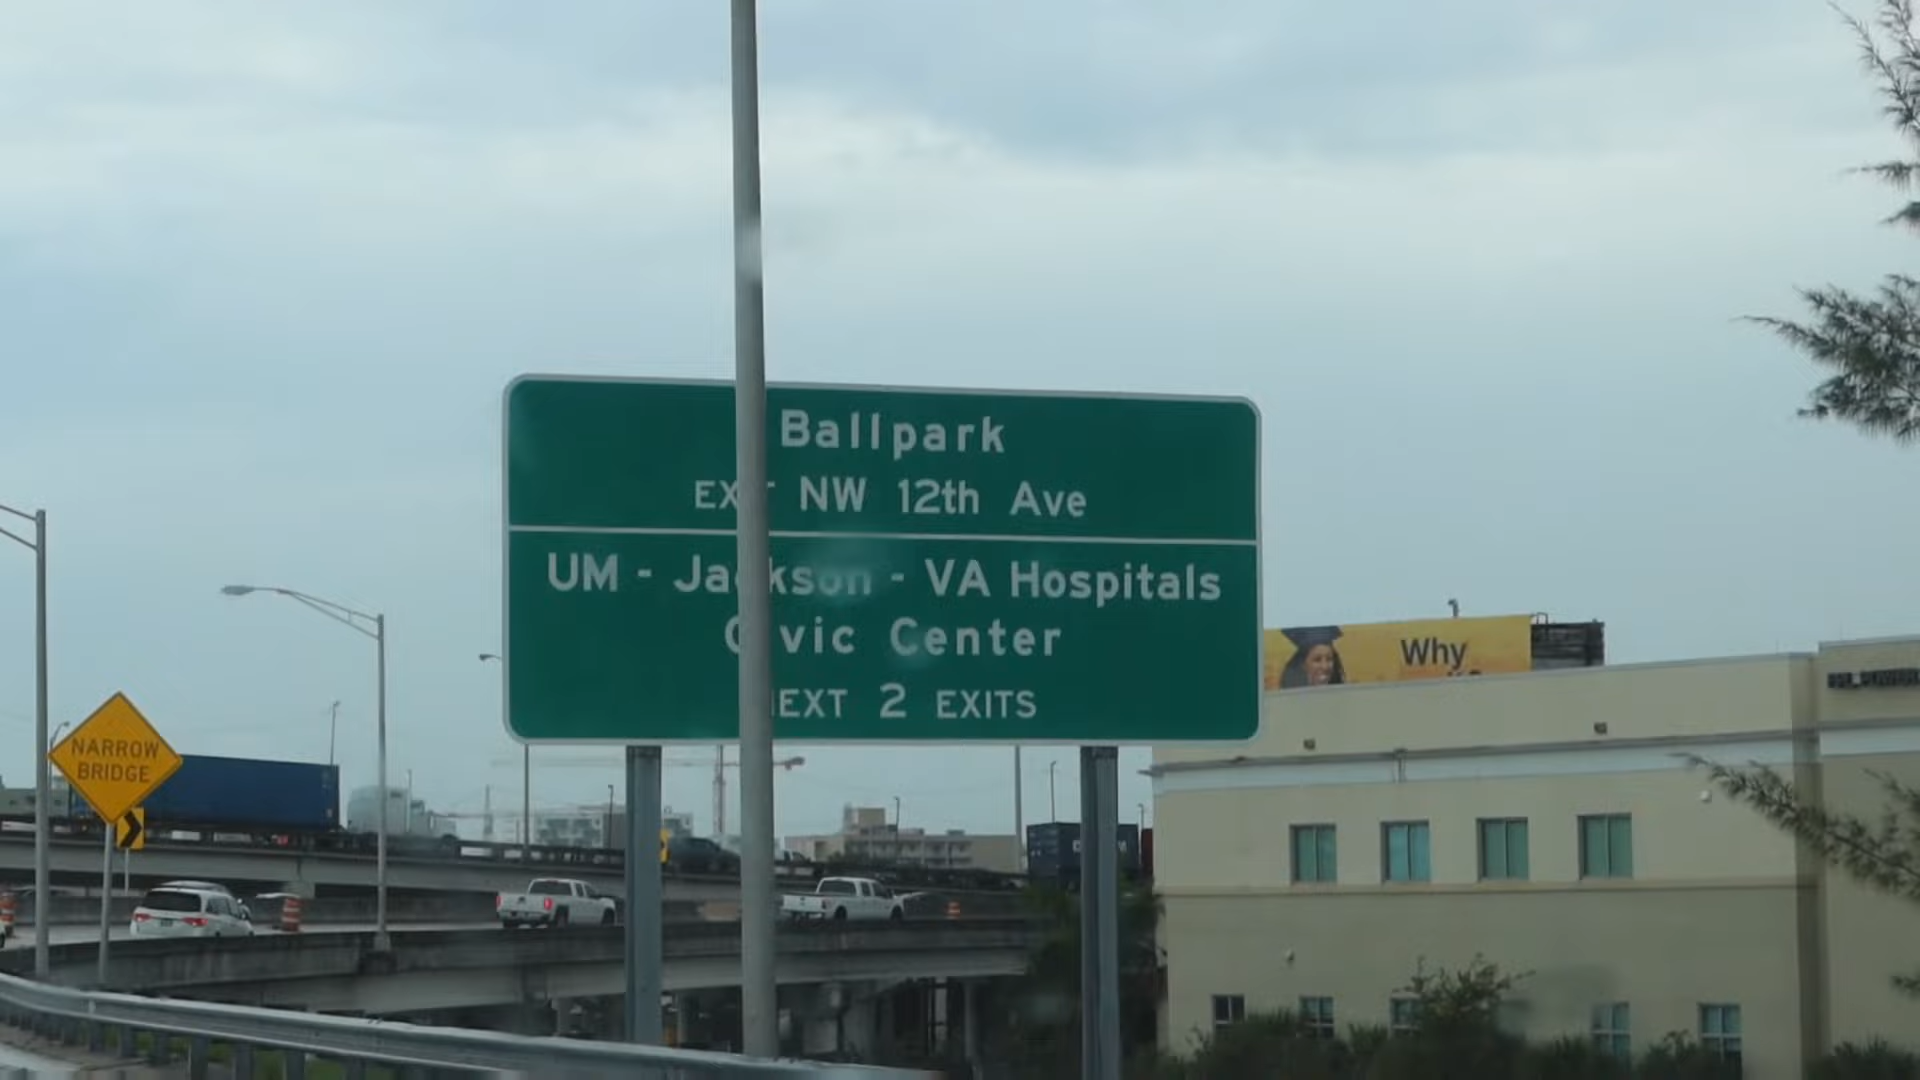 Ballpark
EXIT NW 12th Ave
UM - Jackson - VA Hospitals
Civic Center
NEXT 2 EXITS
Why
NARROW
BRIDGE